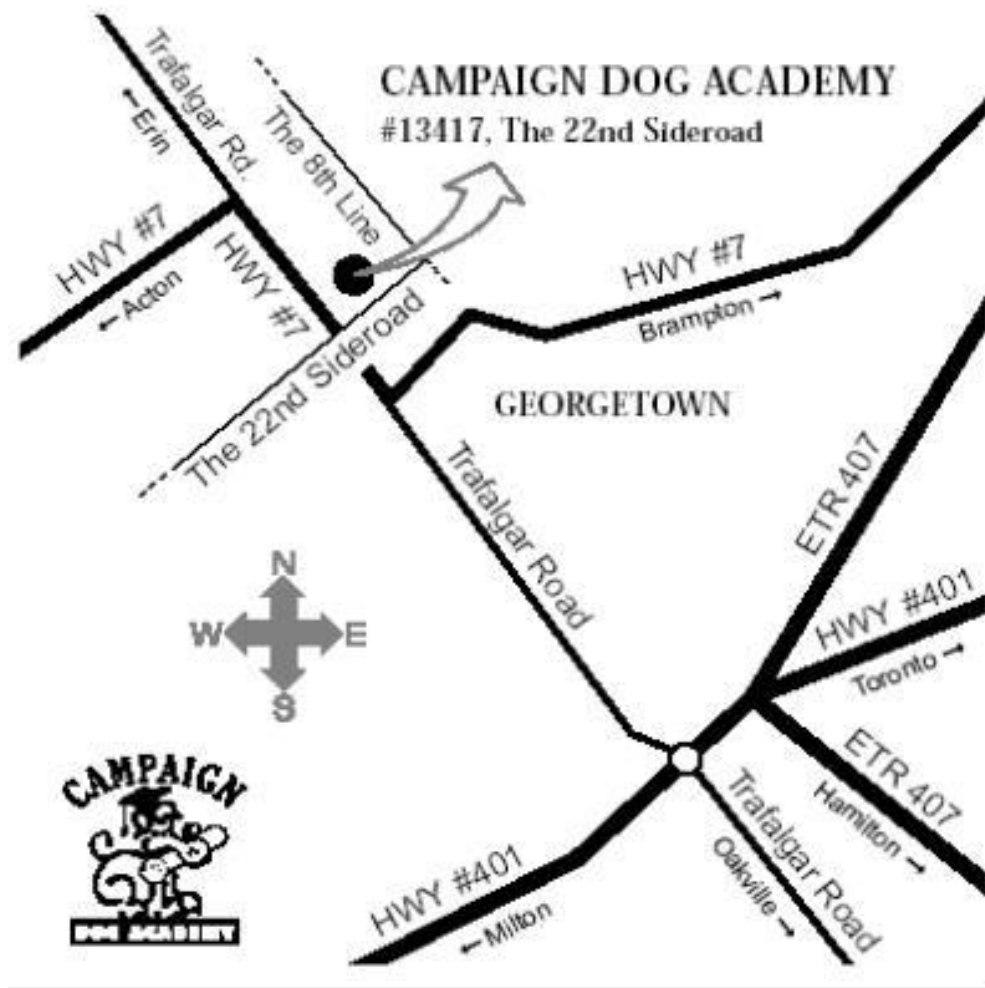 CAMPAIGN DOG ACADEMY
#13417, The 22nd Sideroad
Trafalgar Rd.
← Erin
The 8th Line
HWY #7
← Acton
HWY #7
The 22nd Sideroad
HWY #7
Brampton →
GEORGETOWN
Trafalgar Road
ETR 407
HWY #401
Toronto →
N
W E
S
ETR 407
Hamilton →
Trafalgar Road
Oakville →
HWY #401
← Milton
CAMPAIGN
DOG ACADEMY